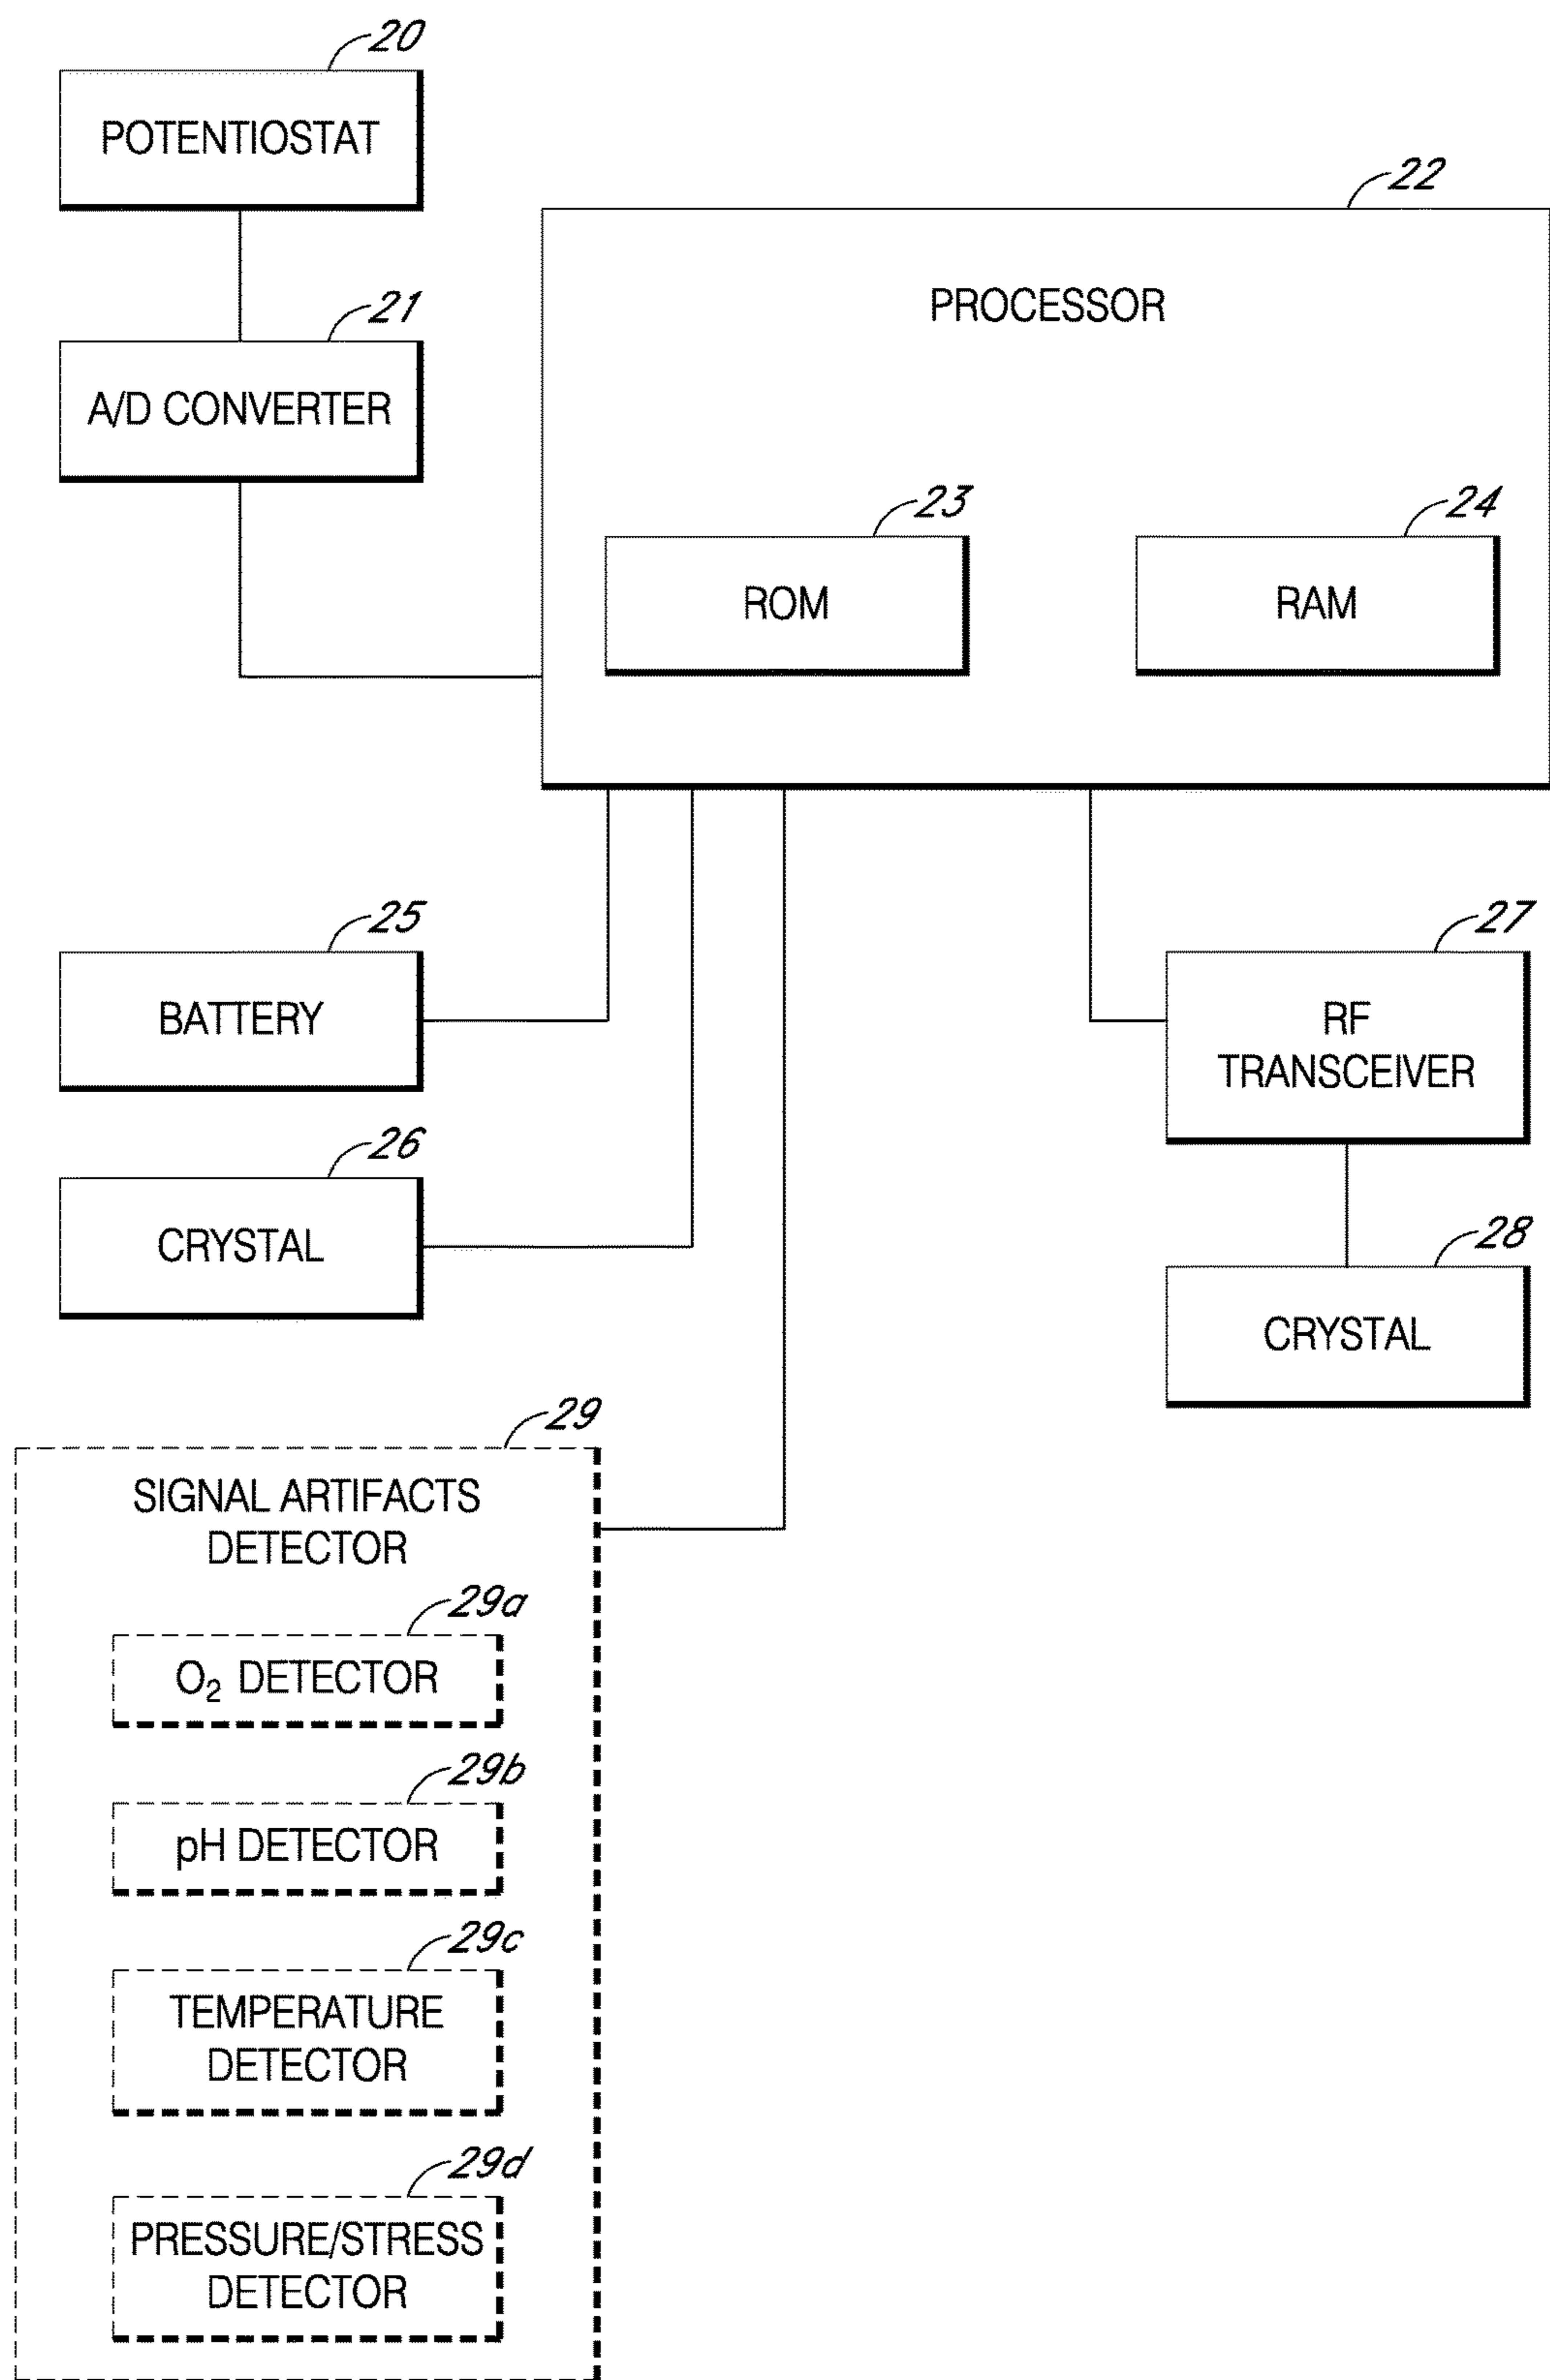 20
POTENTIOSTAT
22
PROCESSOR
21
A/D CONVERTER
23
ROM
24
RAM
25
BATTERY
27
RF
TRANSCEIVER
26
CRYSTAL
28
CRYSTAL
29
SIGNAL ARTIFACTS
DETECTOR
29a
O₂ DETECTOR
29b
pH DETECTOR
29c
TEMPERATURE
DETECTOR
29d
PRESSURE/STRESS
DETECTOR